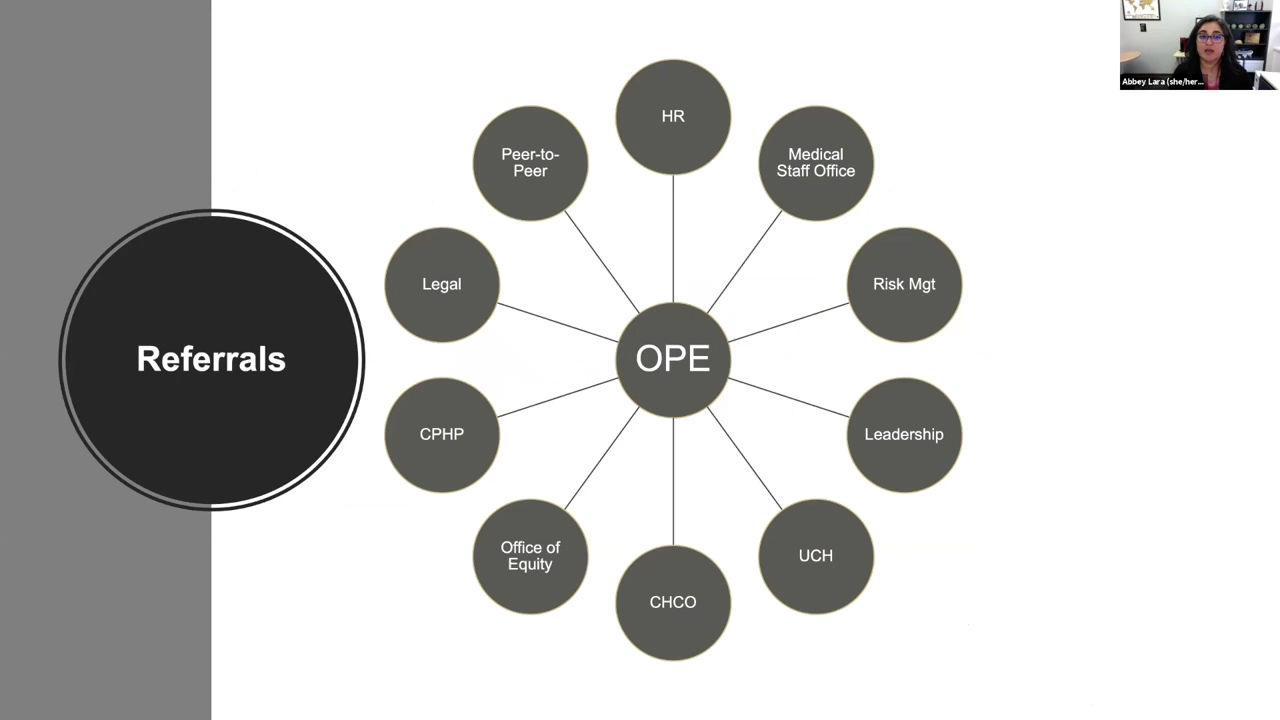 Referrals
OPE
HR
Medical
Staff Office
Risk Mgt
Leadership
UCH
CHCO
Office of
Equity
CPHP
Legal
Peer-to-
Peer
Abbey Lara (she/her...